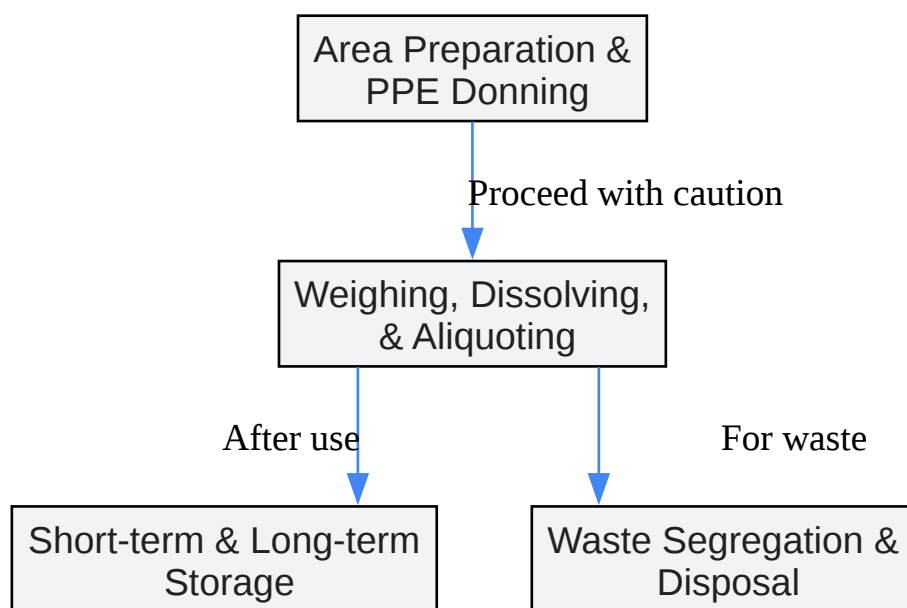 Area Preparation &
PPE Donning
Proceed with caution
Weighing, Dissolving,
& Aliquoting
After use
For waste
Short-term & Long-term
Storage
Waste Segregation &
Disposal